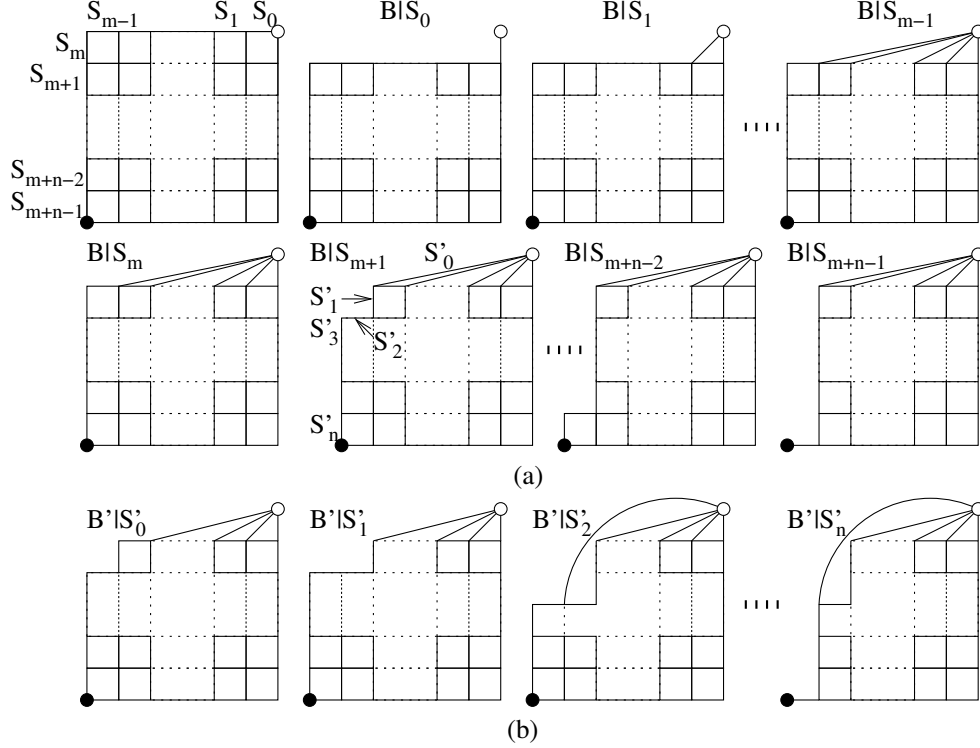 S_{m-1} S_1 S_0 B|S_0 B|S_1 B|S_{m-1}
S_m
S_{m+1}
S_{m+n-2}
S_{m+n-1}
B|S_m B|S_{m+1} S'_0 B|S_{m+n-2} B|S_{m+n-1}
S'_1
S'_3 S'_2
S'_n
(a)
B'|S'_0 B'|S'_1 B'|S'_2 B'|S'_n
(b)